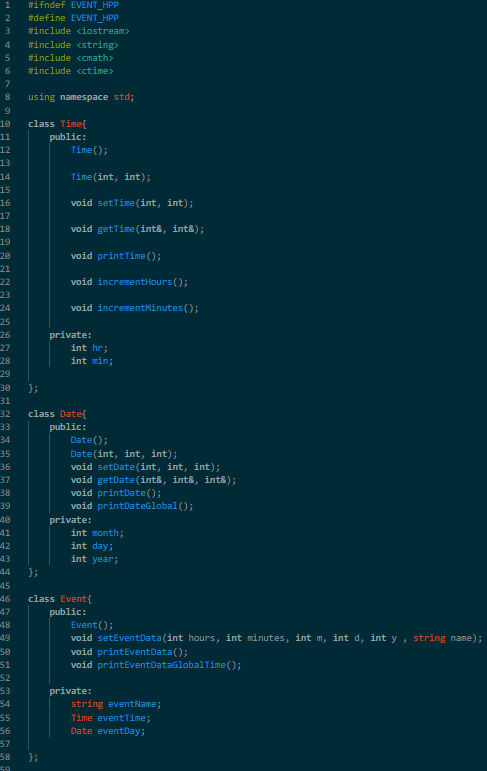 1 #ifndef EVENT_HPP
2 #define EVENT_HPP
3 #include <iostream>
4 #include <string>
5 #include <cmath>
6 #include <ctime>
7
8 using namespace std;
9
10 class Time{
11 public:
12 Time();
13
14 Time(int, int);
15
16 void setTime(int, int);
17
18 void getTime(int&, int&);
19
20 void printTime();
21
22 void incrementHours();
23
24 void incrementMinutes();
25
26 private:
27 int hr;
28 int min;
29
30 };
31
32 class Date{
33 public:
34 Date();
35 Date(int, int, int);
36 void setDate(int, int, int);
37 void getDate(int&, int&, int&);
38 void printDate();
39 void printDateGlobal();
40 private:
41 int month;
42 int day;
43 int year;
44 };
45
46 class Event{
47 public:
48 Event();
49 void setEventData(int hours, int minutes, int m, int d, int y , string name);
50 void printEventData();
51 void printEventDataGlobalTime();
52
53 private:
54 string eventName;
55 Time eventTime;
56 Date eventDay;
57
58 };
59